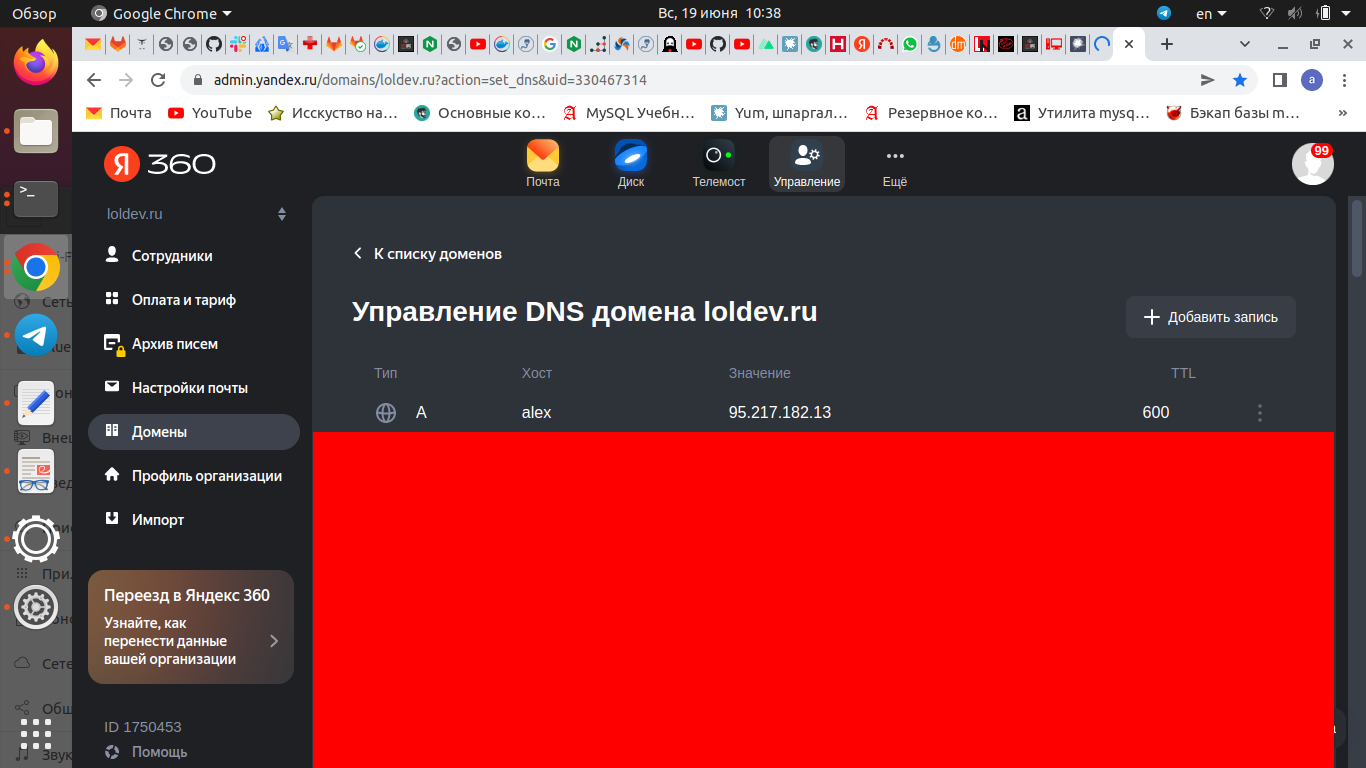 Обзор
Google Chrome
Вс, 19 июня 10:38
en
admin.yandex.ru/domains/loldev.ru?action=set_dns&uid=330467314
a
Почта
YouTube
Исскуство на…
Основные ко…
MySQL Учебн…
Yum, шпаргал…
Резервное ко…
Утилита mysq…
Бэкап базы m…
»
Я 360
Почта
Диск
Телемост
Управление
Ещё
99
loldev.ru
Сотрудники
Оплата и тариф
Архив писем
Настройки почты
Домены
Профиль организации
Импорт
Переезд в Яндекс 360
Узнайте, как
перенести данные
вашей организации
ID 1750453
Помощь
К списку доменов
Управление DNS домена loldev.ru
Добавить запись
Тип Хост Значение TTL
A alex 95.217.182.13 600
Сеть
Внеш
При
Сете
Общ
Звук